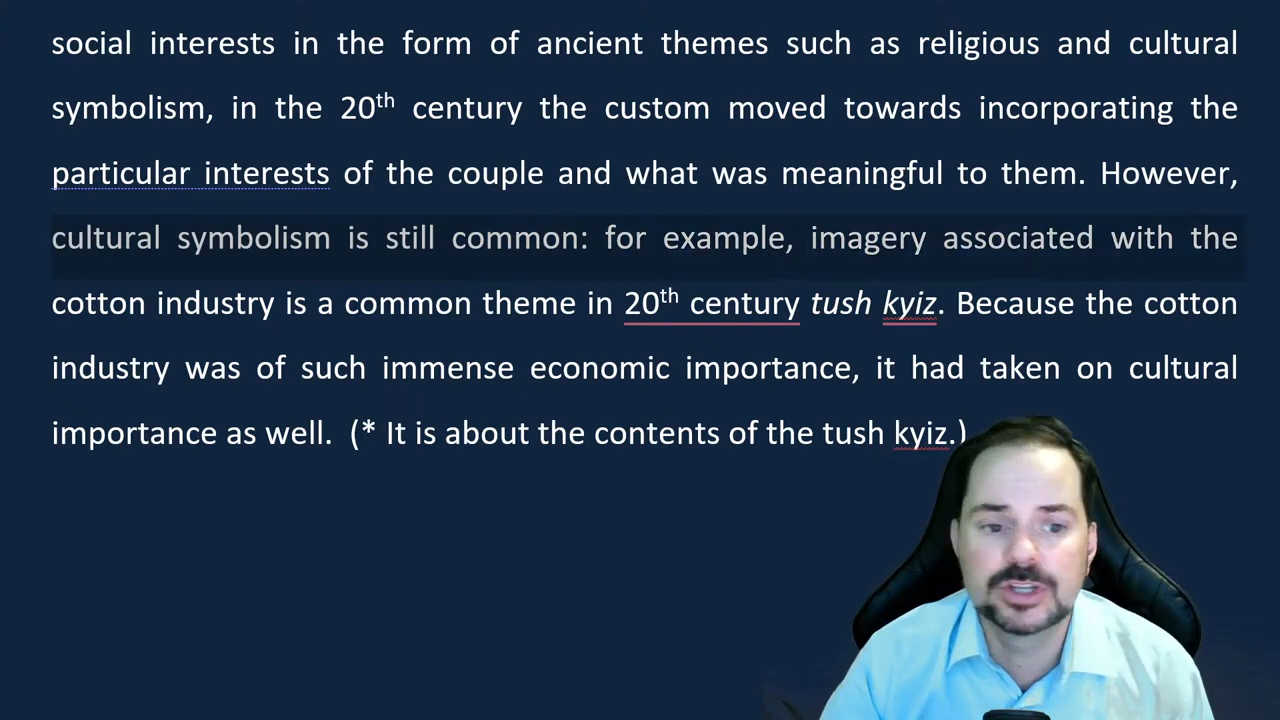 social interests in the form of ancient themes such as religious and cultural
symbolism, in the 20th century the custom moved towards incorporating the
particular interests of the couple and what was meaningful to them. However,
cultural symbolism is still common: for example, imagery associated with the
cotton industry is a common theme in 20th century tush kyiz. Because the cotton
industry was of such immense economic importance, it had taken on cultural
importance as well. (* It is about the contents of the tush kyiz.)